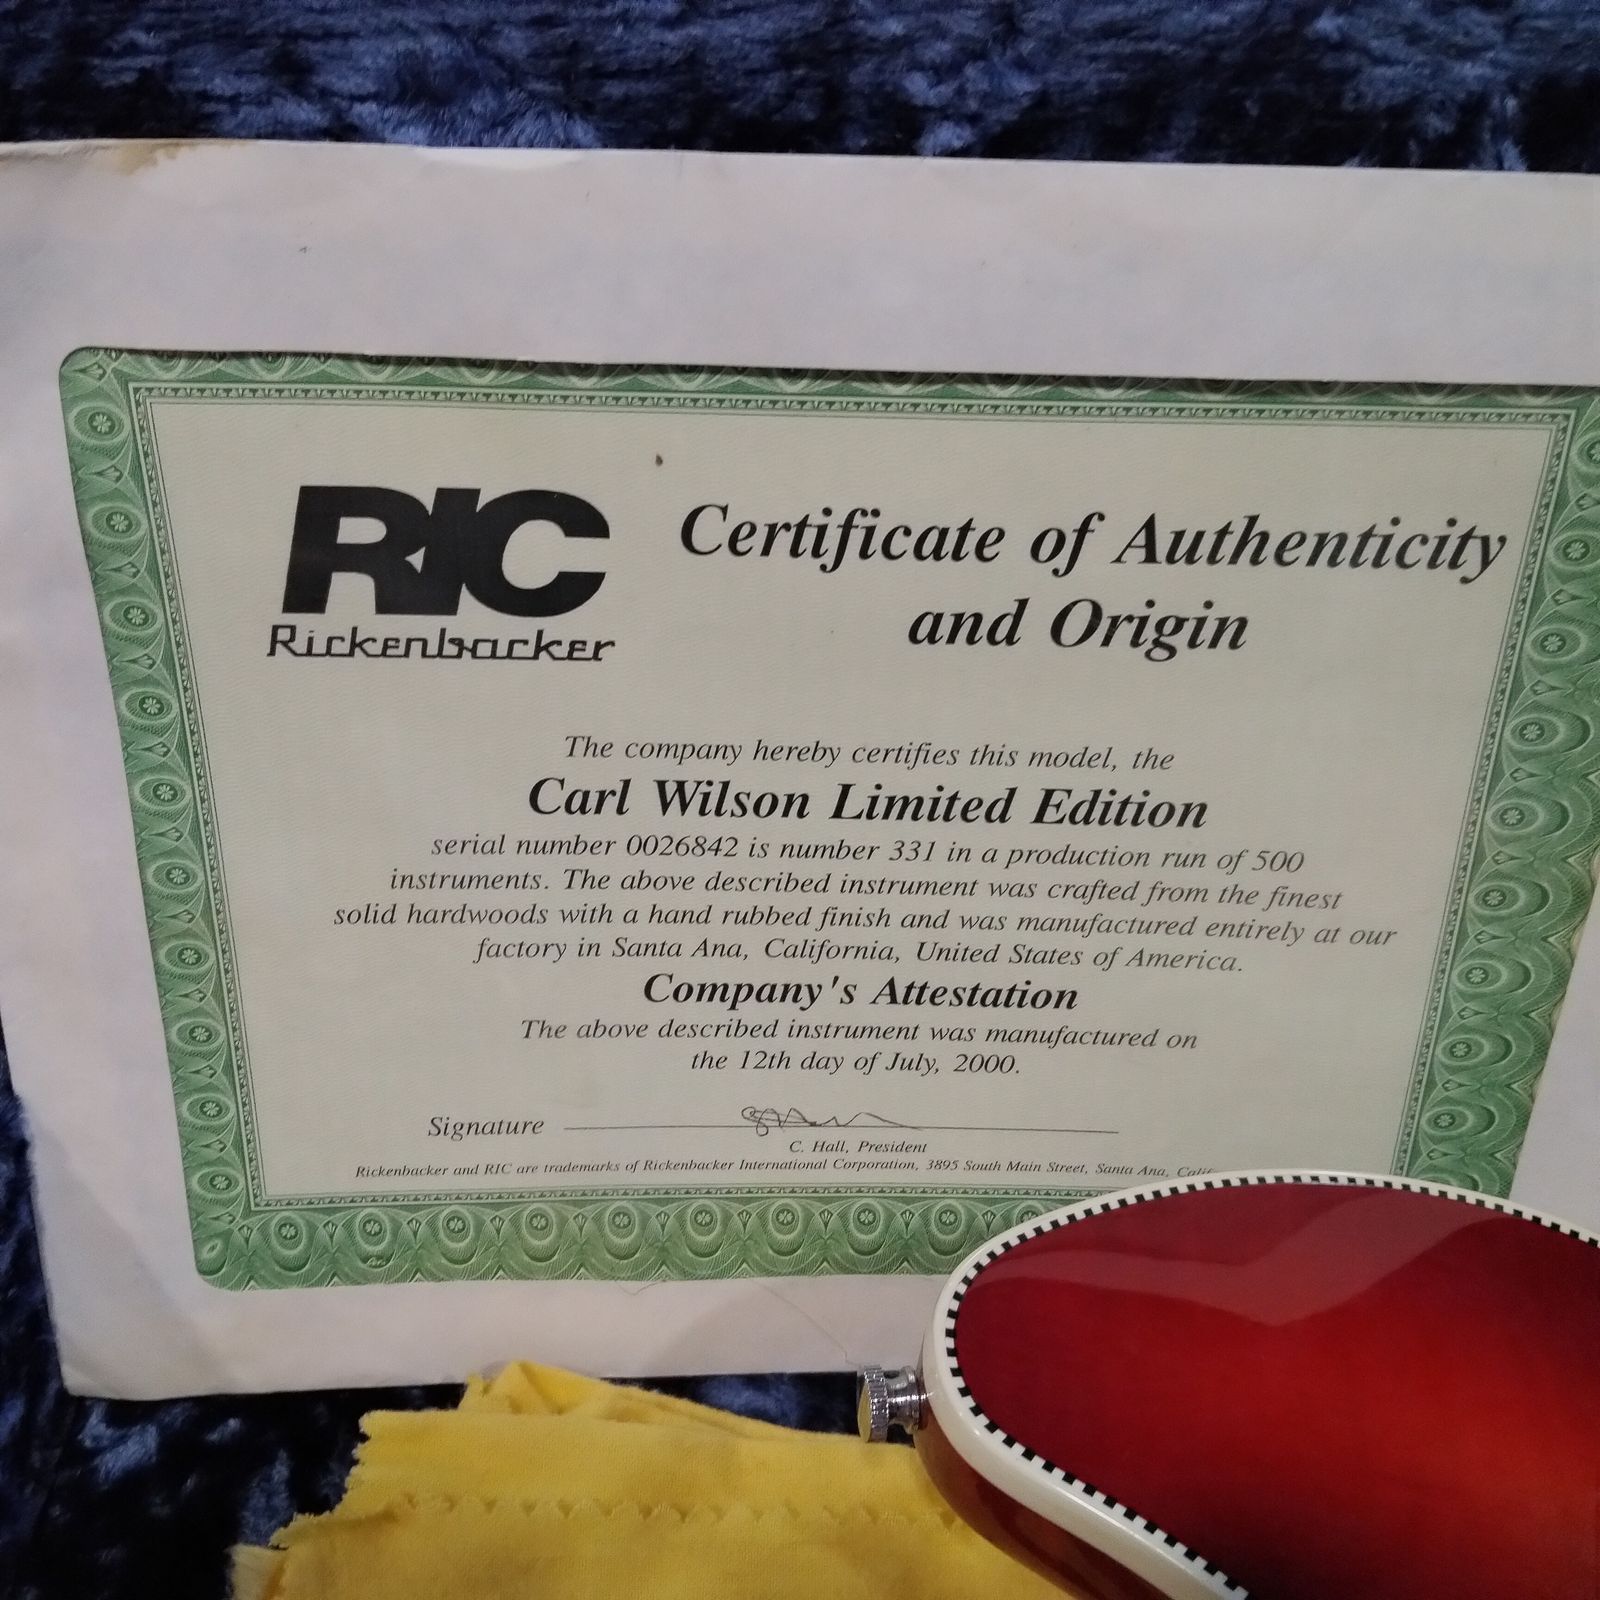 RIC
Rickenbacker
Certificate of Authenticity
and Origin
The company hereby certifies this model, the
Carl Wilson Limited Edition
serial number 0026842 is number 331 in a production run of 500
instruments. The above described instrument was crafted from the finest
solid hardwoods with a hand rubbed finish and was manufactured entirely at our
factory in Santa Ana, California, United States of America.
Company's Attestation
The above described instrument was manufactured on
the 12th day of July, 2000.
Signature
C. Hall, President
Rickenbacker and RIC are trademarks of Rickenbacker International Corporation, 3895 South Main Street, Santa Ana,